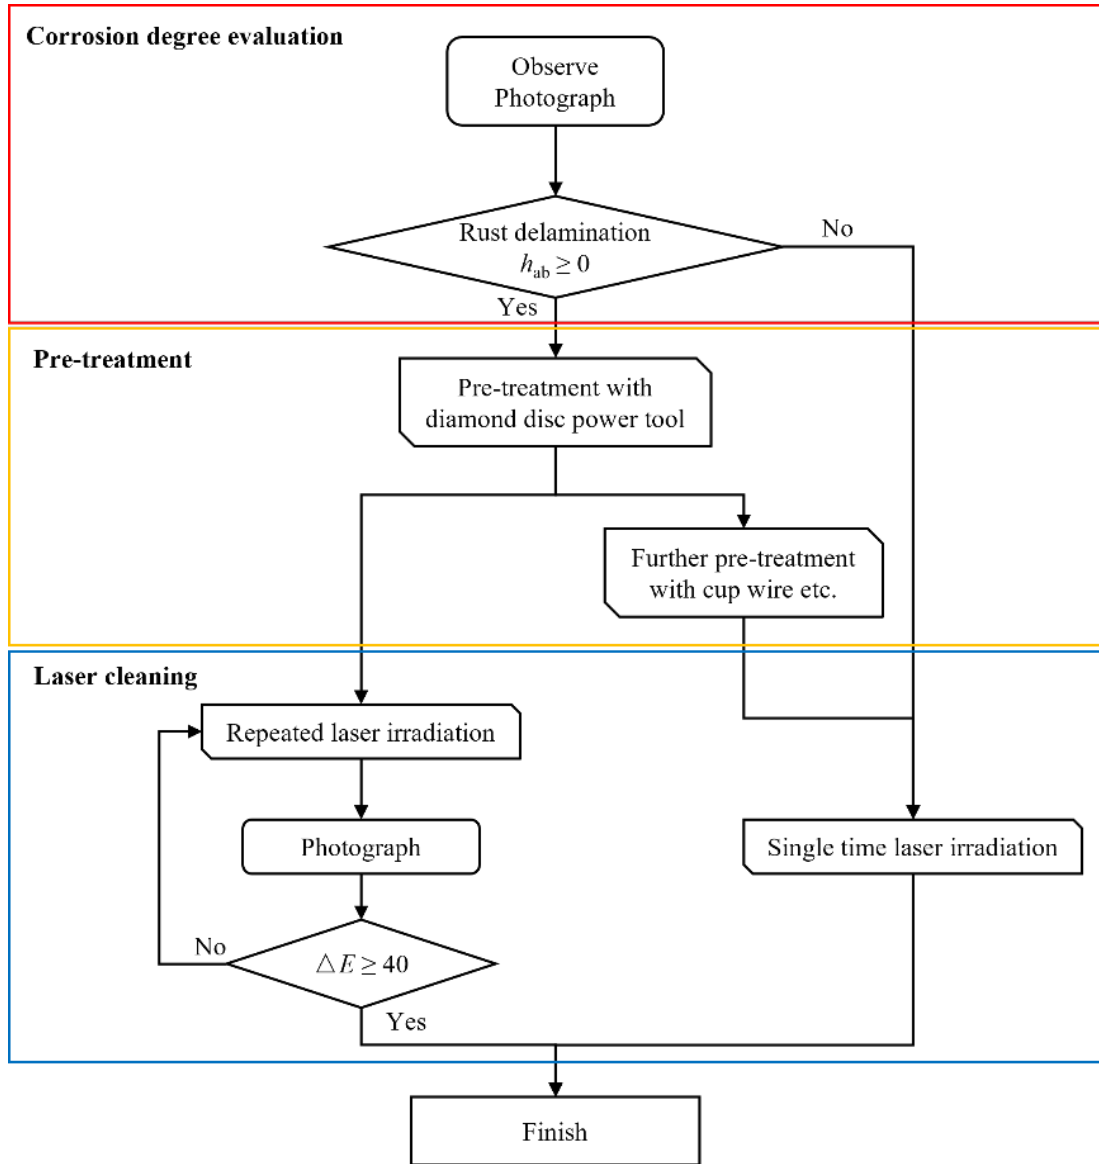 Corrosion degree evaluation
Observe
Photograph
Rust delamination
h_ab ≥ 0
No
Yes
Pre-treatment
Pre-treatment with
diamond disc power tool
Further pre-treatment
with cup wire etc.
Laser cleaning
Repeated laser irradiation
Photograph
Single time laser irradiation
No
△E ≥ 40
Yes
Finish